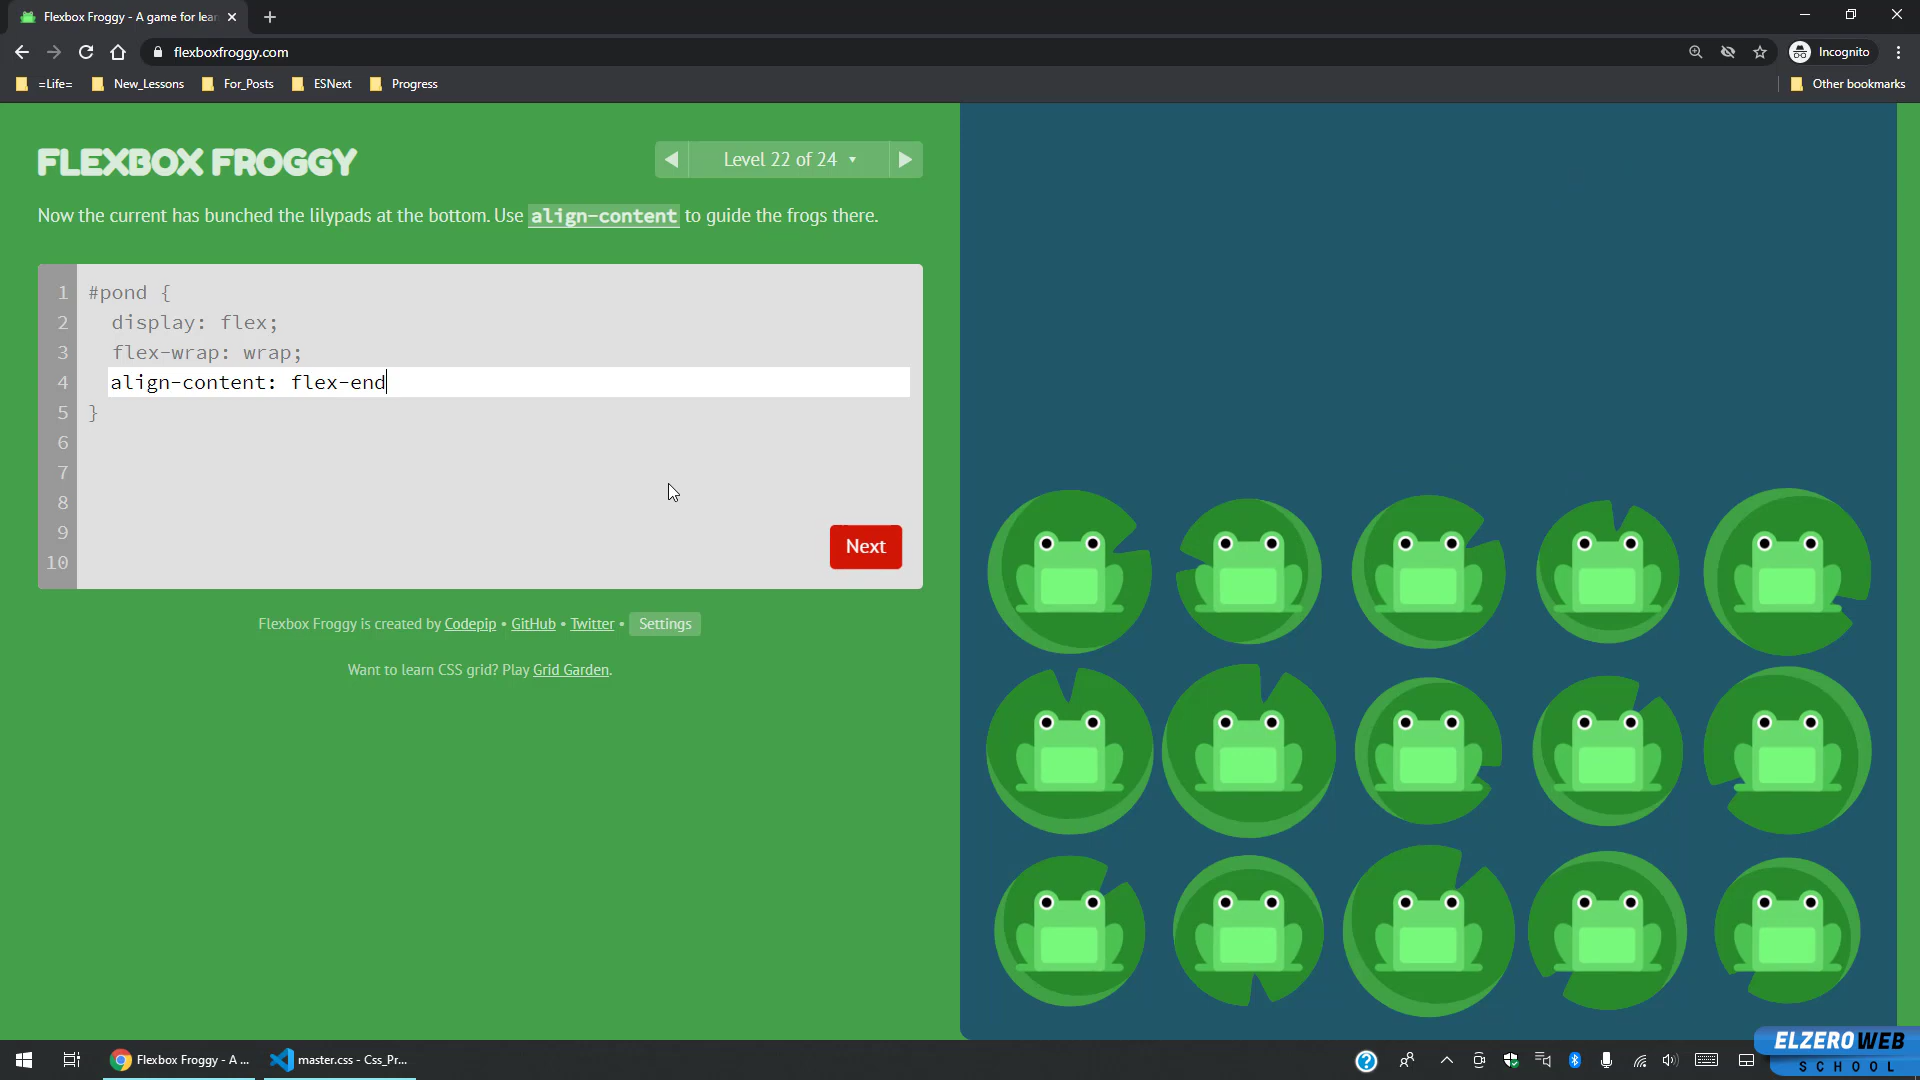 Flexbox Froggy - A game for lear
flexboxfroggy.com
Incognito
=Life=
New_Lessons
For_Posts
ESNext
Progress
Other bookmarks
FLEXBOX FROGGY
Level 22 of 24
Now the current has bunched the lilypads at the bottom. Use align-content to guide the frogs there.
1 #pond {
2 display: flex;
3 flex-wrap: wrap;
4 align-content: flex-end
5 }
6
7
8
9
10
Next
Flexbox Froggy is created by Codepip • GitHub • Twitter • Settings
Want to learn CSS grid? Play Grid Garden.
Flexbox Froggy - A ...
master.css - Css_Pr...
ELZEROWEB
SCHOOL